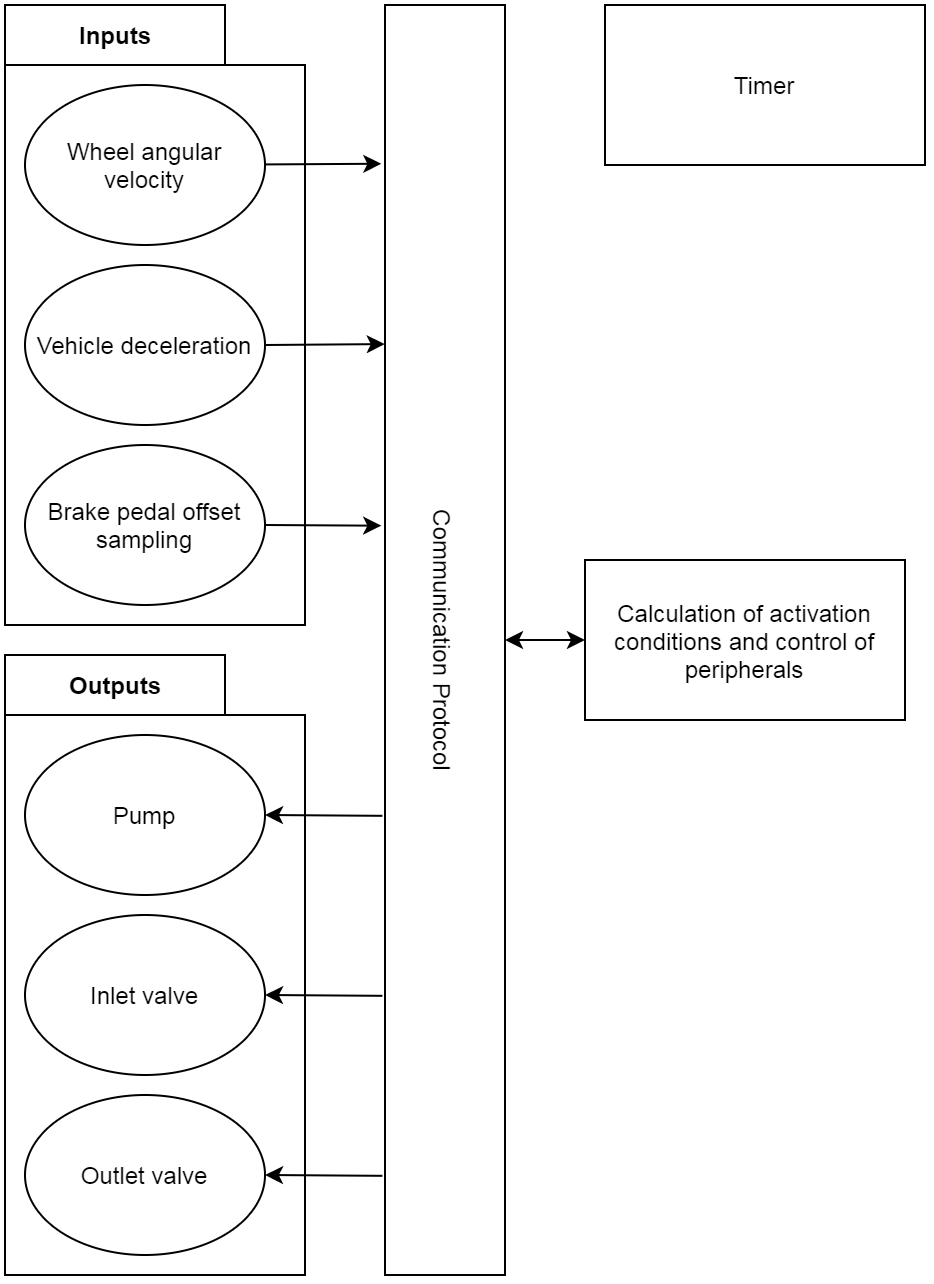 Inputs
Wheel angular
velocity
Vehicle deceleration
Brake pedal offset
sampling
Outputs
Pump
Inlet valve
Outlet valve
Communication Protocol
Timer
Calculation of activation
conditions and control of
peripherals